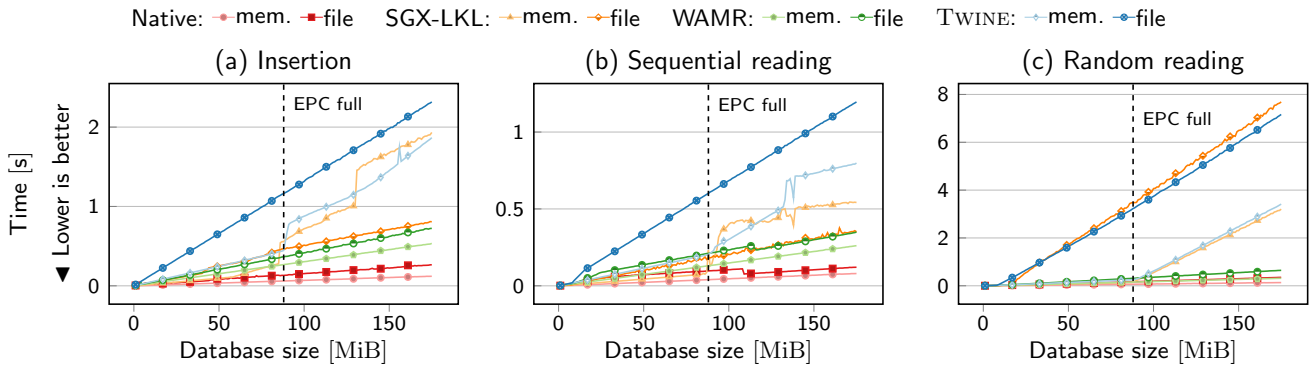 Native: mem. file SGX-LKL: mem. file WAMR: mem. file TWINE: mem. file
(a) Insertion
(b) Sequential reading
(c) Random reading
Time [s]
◄ Lower is better
2
1
0
EPC full
0 50 100 150
Database size [MiB]
1
0.5
0
EPC full
0 50 100 150
Database size [MiB]
8
6
4
2
0
EPC full
0 50 100 150
Database size [MiB]